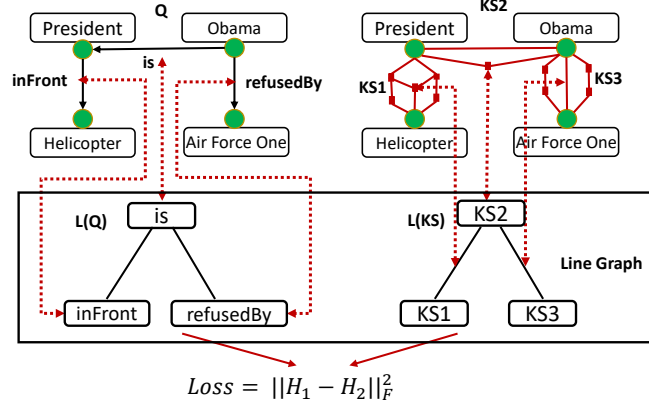 Q
KS2
President
Obama
President
Obama
is
inFront
refusedBy
KS1
KS3
Helicopter
Air Force One
Helicopter
Air Force One
L(Q)
is
L(KS)
KS2
Line Graph
inFront
refusedBy
KS1
KS3
Loss = ||H₁ − H₂||²_F